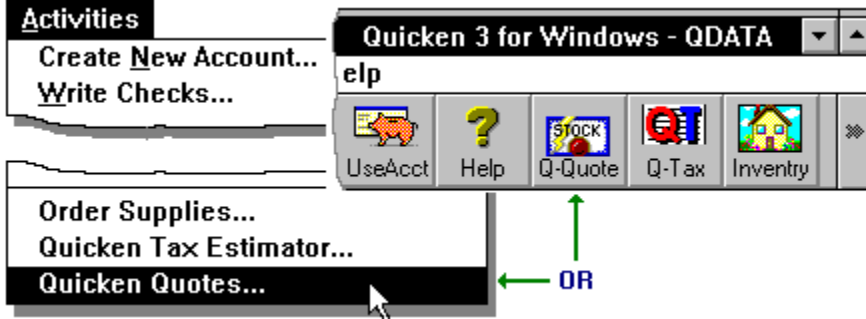 Activities
Create New Account...
Write Checks...
Quicken 3 for Windows - QDATA
elp
STOCK
QT
UseAcct Help Q-Quote Q-Tax Inventry
Order Supplies...
Quicken Tax Estimator...
Quicken Quotes...
OR